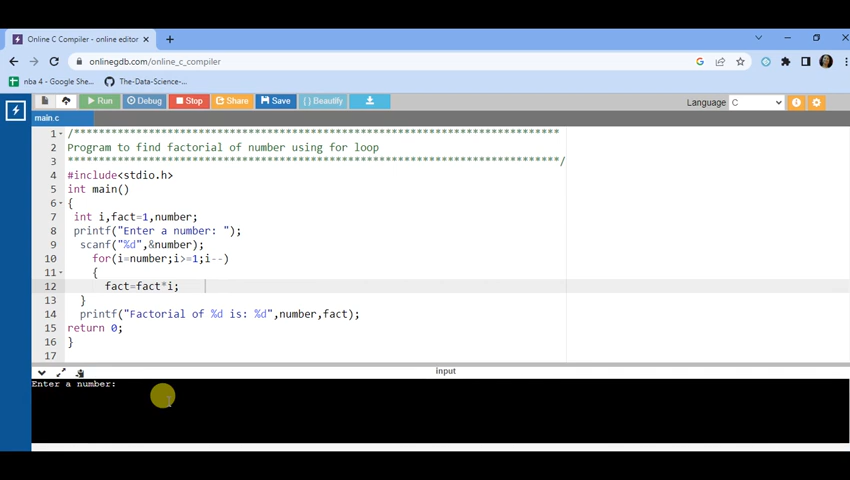 Online C Compiler - online editor
onlinegdb.com/online_c_compiler
nba 4 - Google She...
The-Data-Science-...
Run
Debug
Stop
Share
Save
{ } Beautify
Language
C
main.c
1 /******************************************************************************
2 Program to find factorial of number using for loop
3 *******************************************************************************/
4 #include<stdio.h>
5 int main()
6 {
7 int i,fact=1,number;
8 printf("Enter a number: ");
9 scanf("%d",&number);
10 for(i=number;i>=1;i--)
11 {
12 fact=fact*i;
13 }
14 printf("Factorial of %d is: %d",number,fact);
15 return 0;
16 }
17
input
Enter a number: